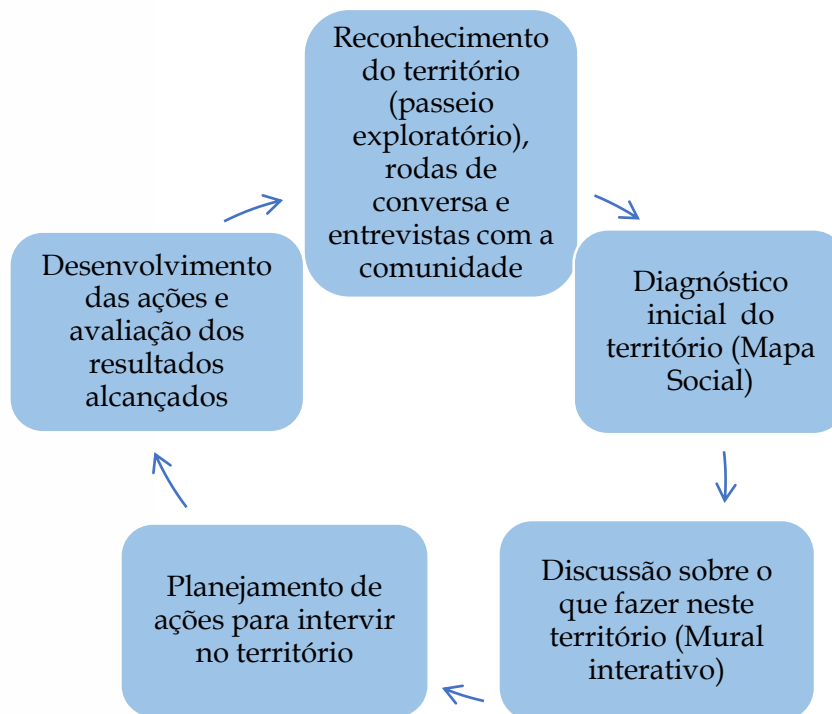 Reconhecimento
do território
(passeio
exploratório),
rodas de
conversa e
entrevistas com a
comunidade
Diagnóstico
inicial do
território (Mapa
Social)
Discussão sobre o
que fazer neste
território (Mural
interativo)
Planejamento de
ações para intervir
no território
Desenvolvimento
das ações e
avaliação dos
resultados
alcançados